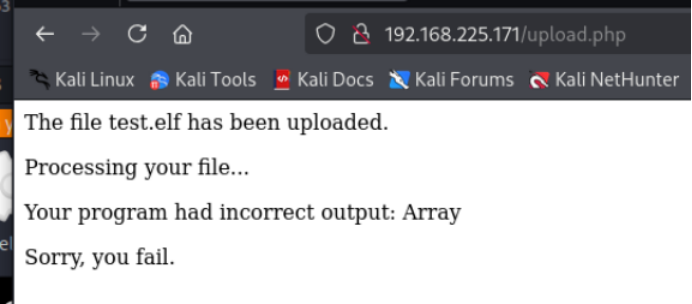 192.168.225.171/upload.php
Kali Linux Kali Tools Kali Docs Kali Forums Kali NetHunter
The file test.elf has been uploaded.
Processing your file...
Your program had incorrect output: Array
Sorry, you fail.